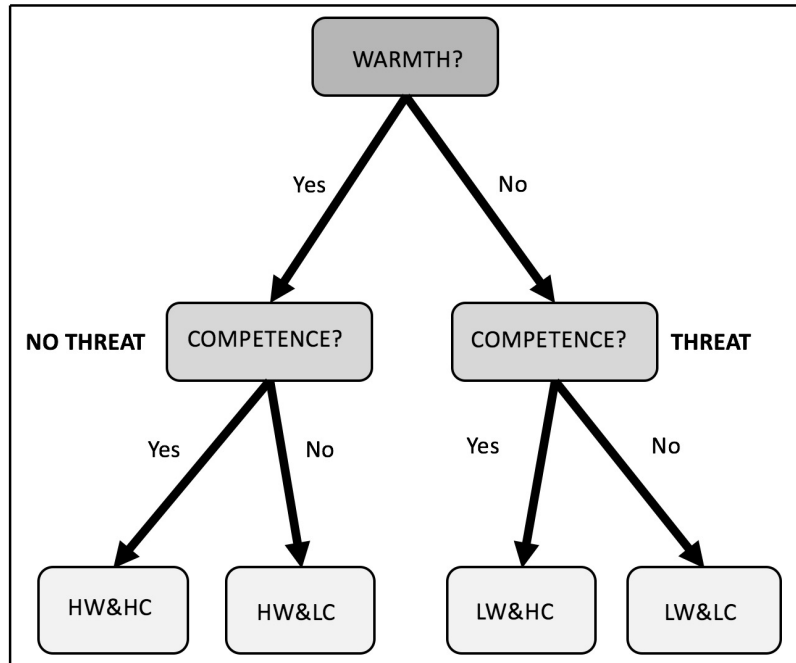 WARMTH?
Yes
No
NO THREAT
COMPETENCE?
COMPETENCE?
THREAT
Yes
No
Yes
No
HW&HC
HW&LC
LW&HC
LW&LC